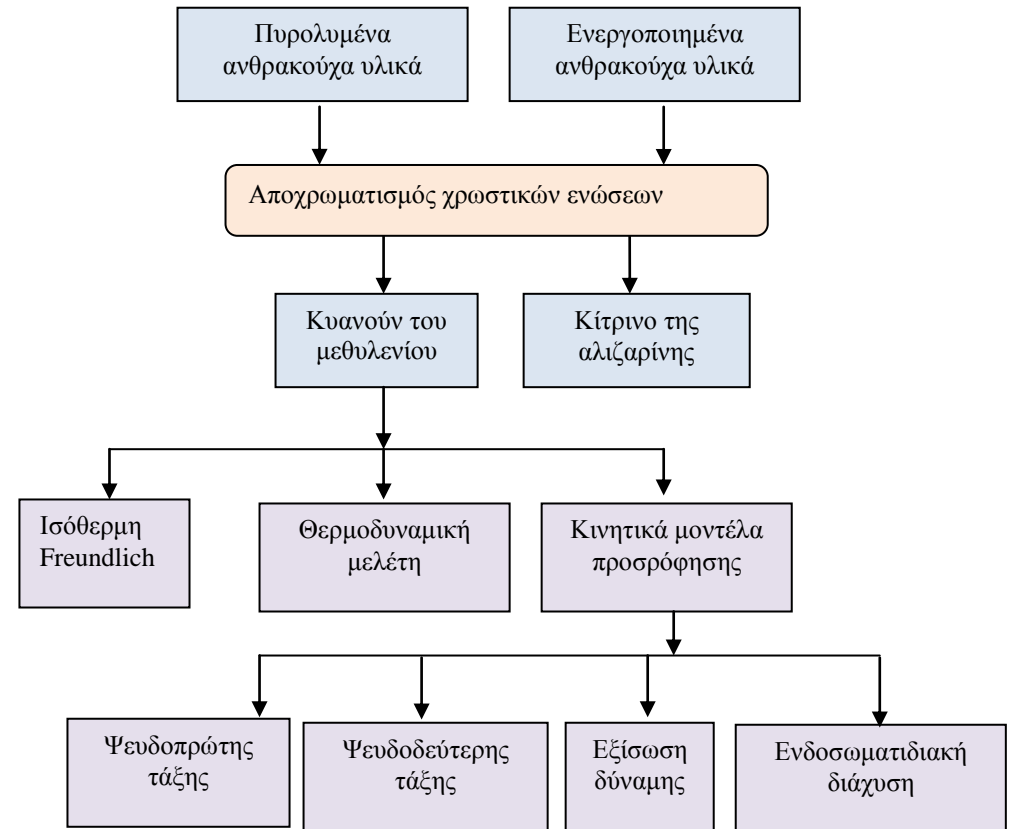 Πυρολυμένα
ανθρακούχα υλικά
Ενεργοποιημένα
ανθρακούχα υλικά
Αποχρωματισμός χρωστικών ενώσεων
Κυανούν του
μεθυλενίου
Κίτρινο της
αλιζαρίνης
Ισόθερμη
Freundlich
Θερμοδυναμική
μελέτη
Κινητικά μοντέλα
προσρόφησης
Ψευδοπρώτης
τάξης
Ψευδοδεύτερης
τάξης
Εξίσωση
δύναμης
Ενδοσωματιδιακή
διάχυση